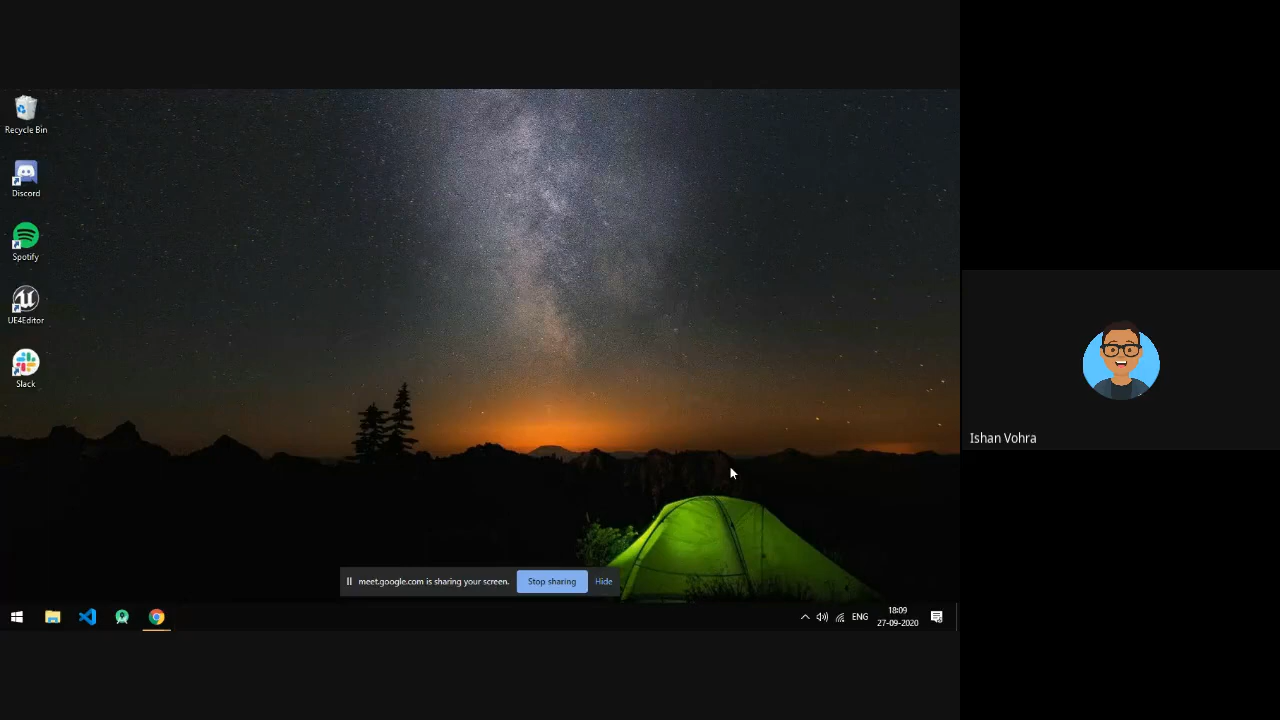 Recycle Bin
Discord
Spotify
UE4Editor
Slack
Ishan Vohra
meet.google.com is sharing your screen. Stop sharing Hide
ENG
18:09
27-09-2020